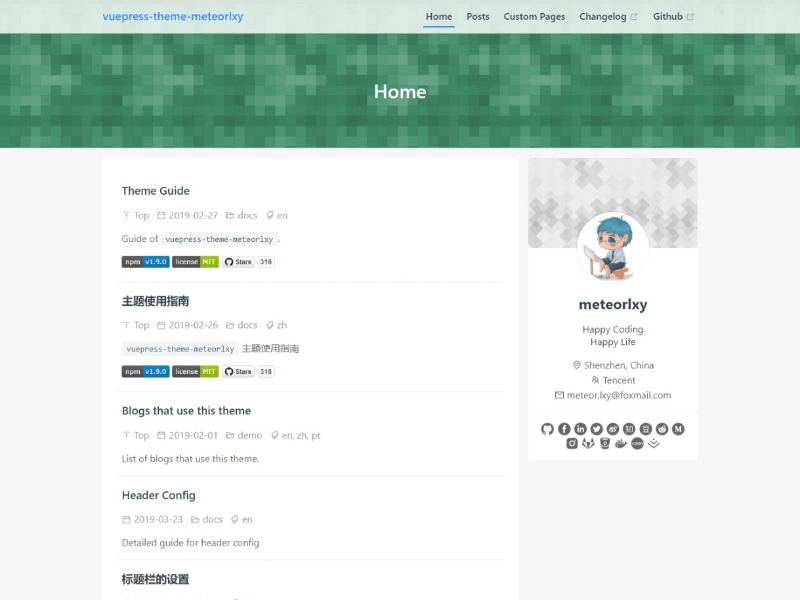 vuepress-theme-meteorlxy
Home Posts Custom Pages Changelog Github
Home
Theme Guide
Top 2019-02-27 docs en
Guide of vuepress-theme-meteorlxy .
npm v1.9.0 license MIT Stars 316
主题使用指南
Top 2019-02-26 docs zh
vuepress-theme-meteorlxy 主题使用指南
npm v1.9.0 license MIT Stars 316
Blogs that use this theme
Top 2019-02-01 demo en, zh, pt
List of blogs that use this theme.
Header Config
2019-03-23 docs en
Detailed guide for header config
标题栏的设置
meteorlxy
Happy Coding
Happy Life
Shenzhen, China
Tencent
meteor.lxy@foxmail.com